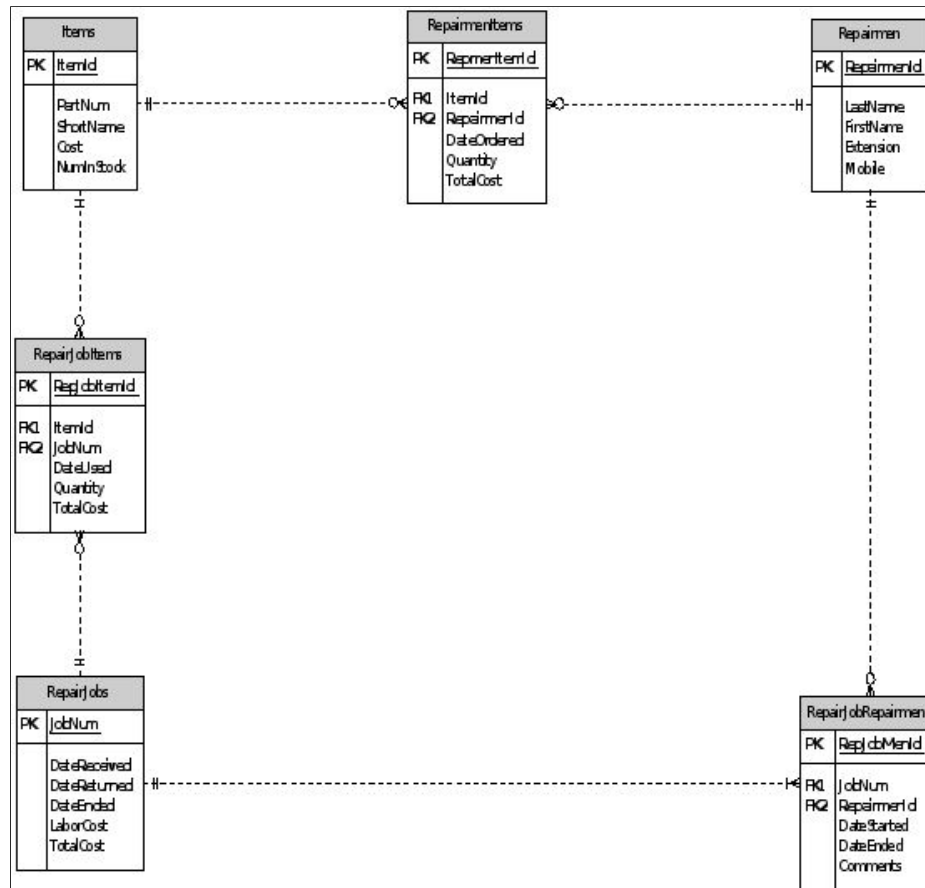 Items
PK ItemId
PartNum
ShortName
Cost
NumInStock
RepairmenItems
PK RepmenItemId
FK1 ItemId
FK2 RepairmenId
DateOrdered
Quantity
TotalCost
Repairmen
PK RepairmenId
LastName
FirstName
Extension
Mobile
RepairJobItems
PK RepJobItemId
FK1 ItemId
FK2 JobNum
DateUsed
Quantity
TotalCost
RepairJobs
PK JobNum
DateReceived
DateReturned
DateEnded
LaborCost
TotalCost
RepairJobRepairmen
PK RepJobMenId
FK1 JobNum
FK2 RepairmenId
DateStarted
DateEnded
Comments